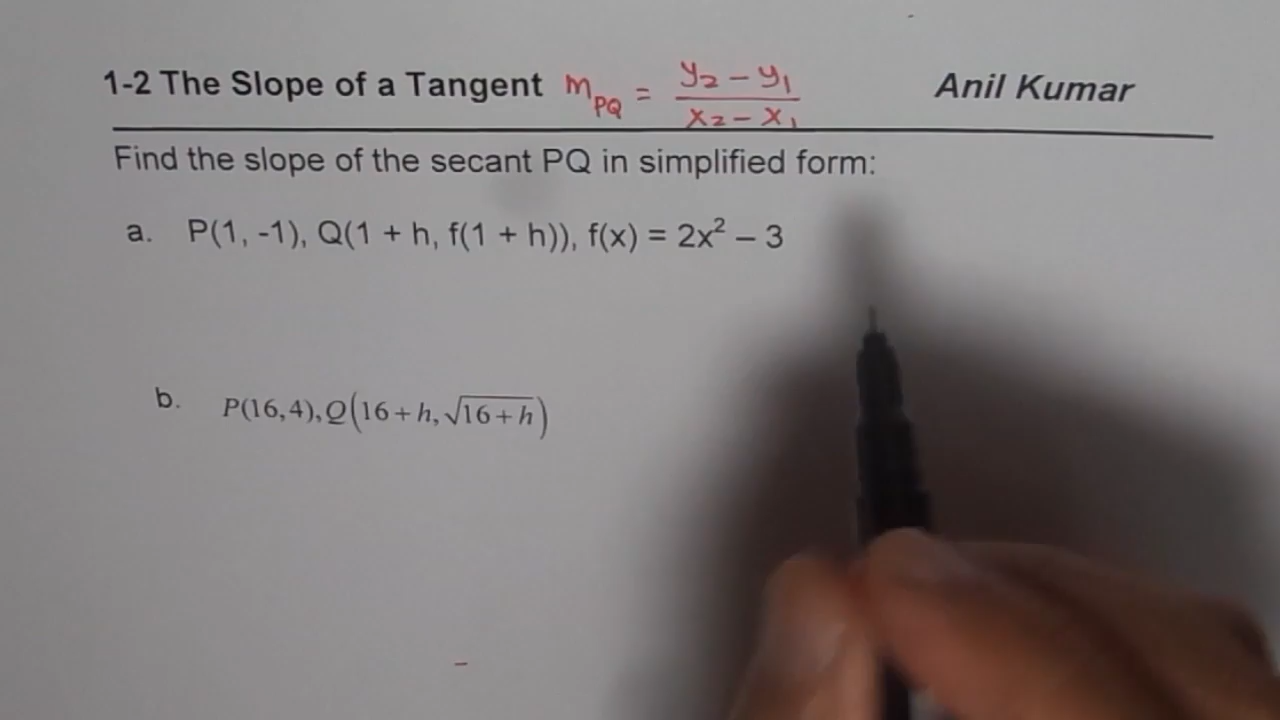 1-2 The Slope of a Tangent m_PQ = (y₂ – y₁)/(x₂ – x₁) Anil Kumar
Find the slope of the secant PQ in simplified form:
a. P(1, -1), Q(1 + h, f(1 + h)), f(x) = 2x² – 3
b. P(16,4),Q(16+h,√(16+h))